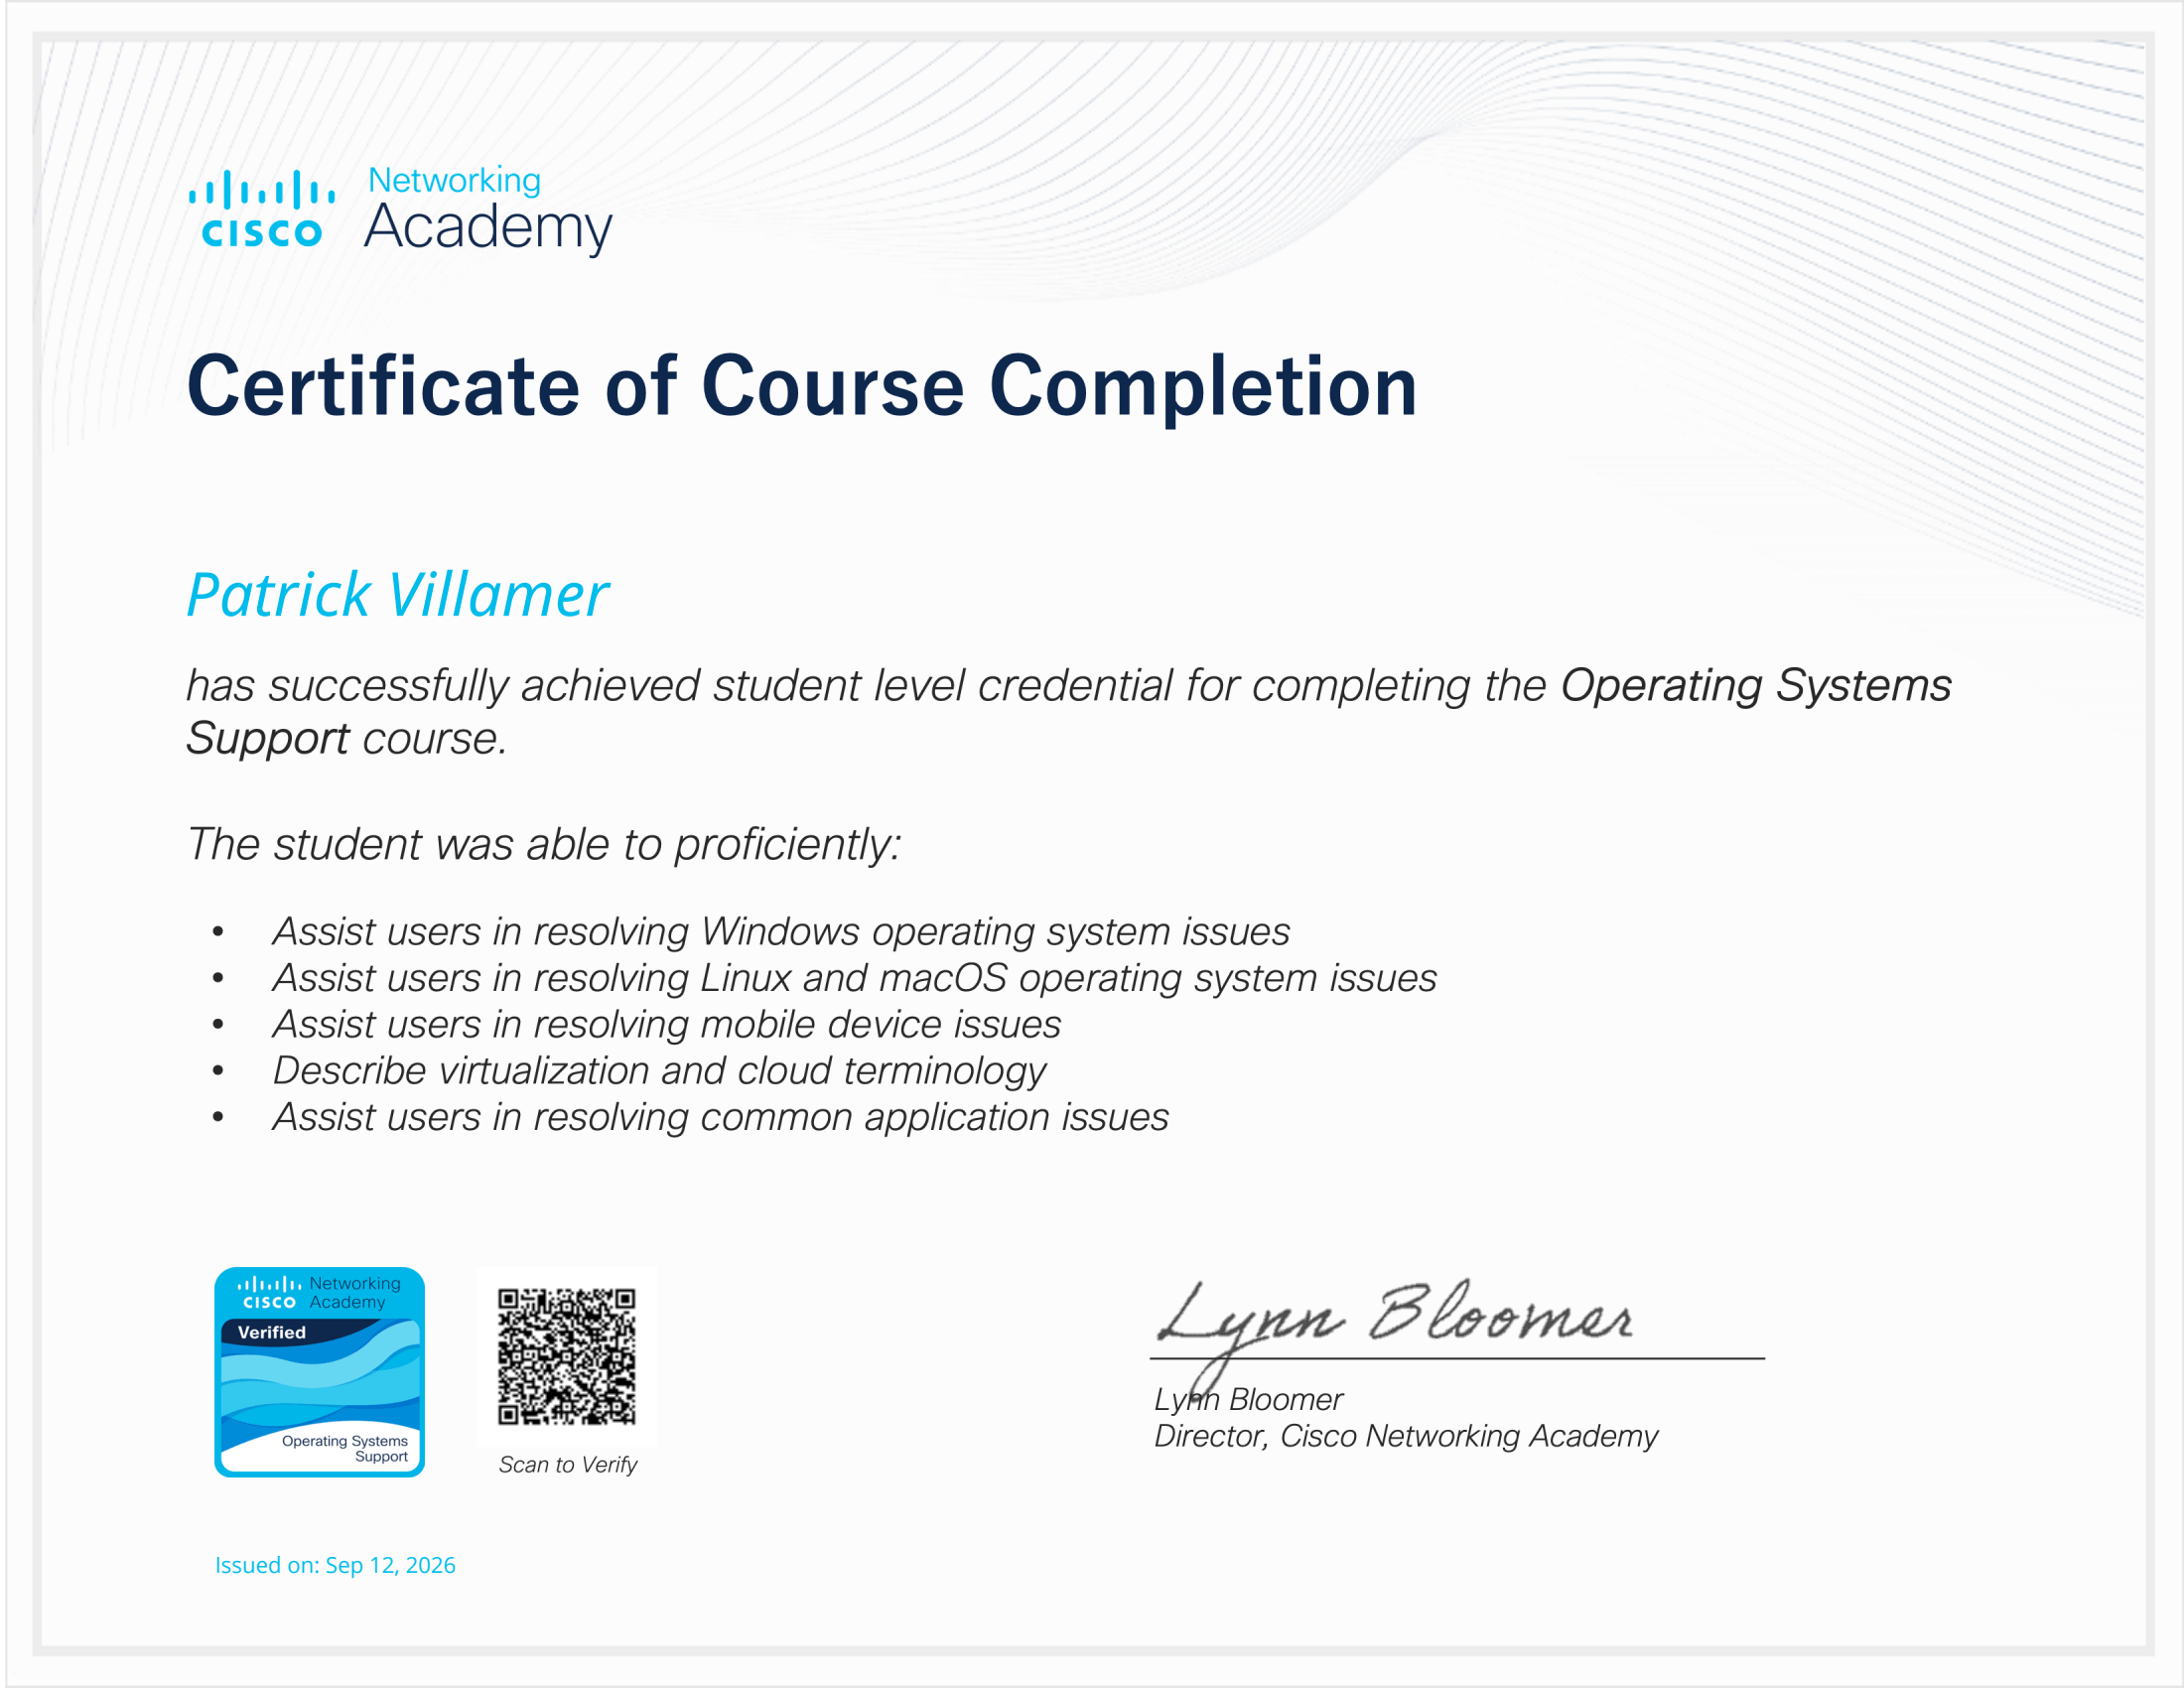 Networking
CISCO Academy
Certificate of Course Completion
Patrick Villamer
has successfully achieved student level credential for completing the Operating Systems
Support course.
The student was able to proficiently:
• Assist users in resolving Windows operating system issues
• Assist users in resolving Linux and macOS operating system issues
• Assist users in resolving mobile device issues
• Describe virtualization and cloud terminology
• Assist users in resolving common application issues
Networking
CISCO Academy
Verified
Operating Systems
Support
Scan to Verify
Lynn Bloomer
Lynn Bloomer
Director, Cisco Networking Academy
Issued on: Sep 12, 2026